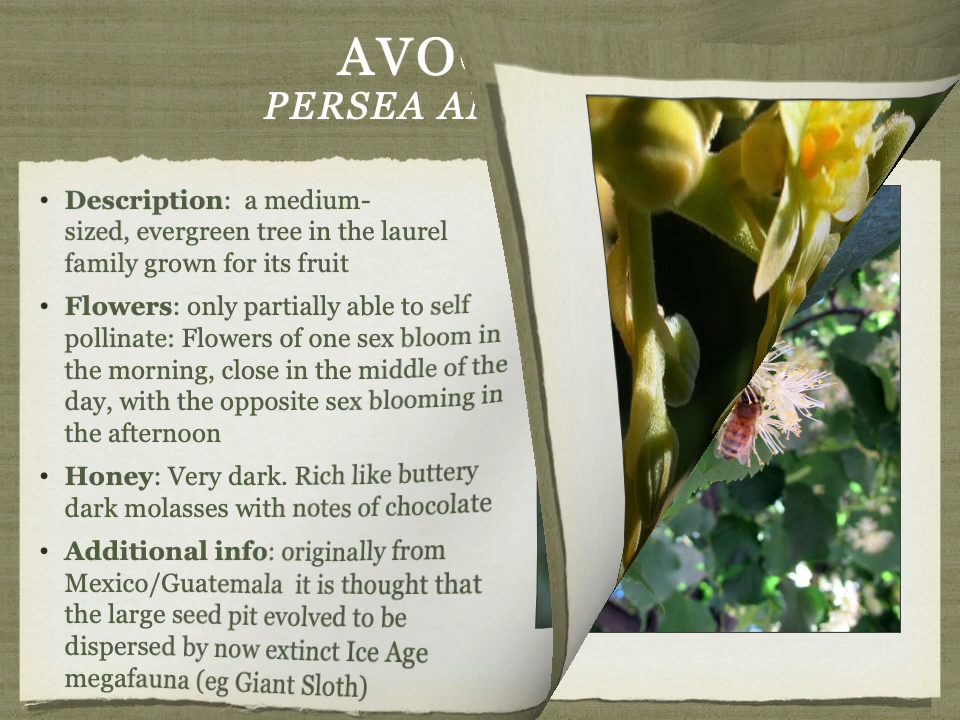 AVO
PERSEA A
• Description:  a medium-
sized, evergreen tree in the laurel
family grown for its fruit
• Flowers: only partially able to self
pollinate: Flowers of one sex bloom in
the morning, close in the middle of the
day, with the opposite sex blooming in
the afternoon
• Honey: Very dark. Rich like buttery
dark molasses with notes of chocolate
• Additional info: originally from
Mexico/Guatemala  it is thought that
the large seed pit evolved to be
dispersed by now extinct Ice Age
megafauna (eg Giant Sloth)